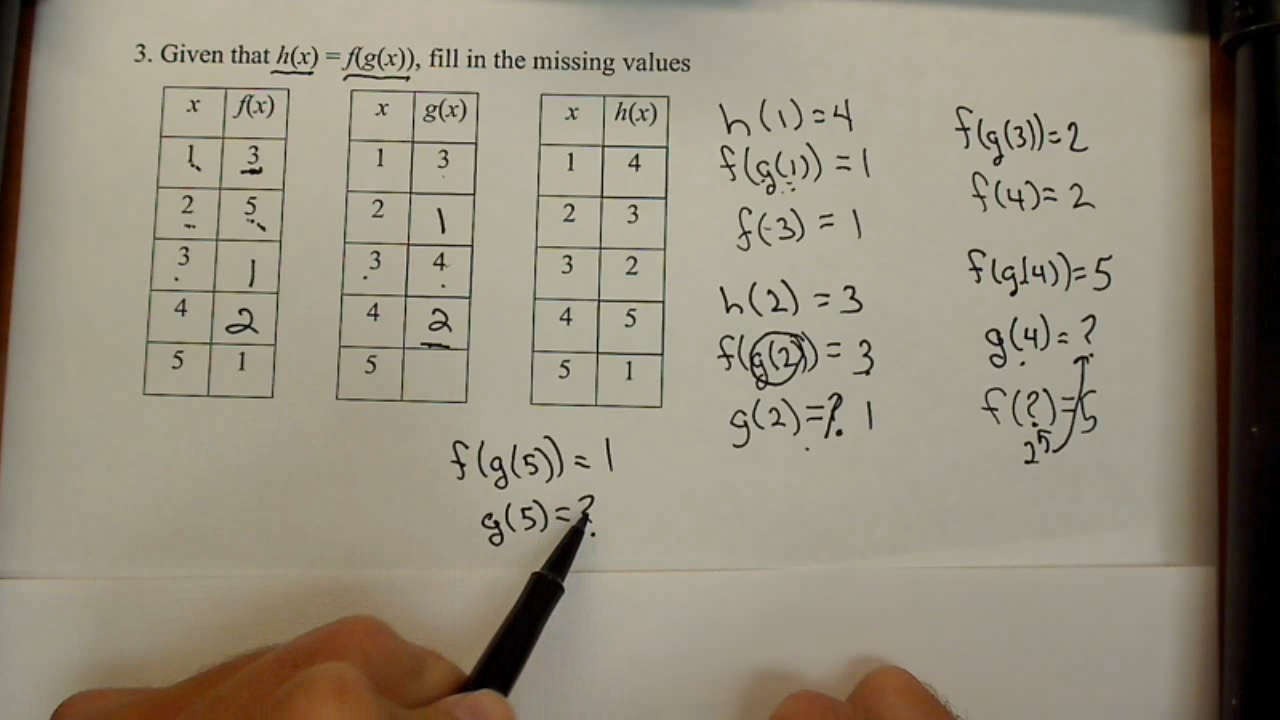 3. Given that h(x) = f(g(x)), fill in the missing values
x f(x)
1 3
2 5
3 1
4 2
5 1
x g(x)
1 3
2 1
3 4
4 2
5
x h(x)
1 4
2 3
3 2
4 5
5 1
h(1)=4
f(g(1))=1
f(3)=1
h(2)=3
f(g(2))=3
g(2)=? 1
f(g(3))=2
f(4)=2
f(g(4))=5
g(4)=?
f(?)=5
2
5
f(g(5))=1
g(5)=?